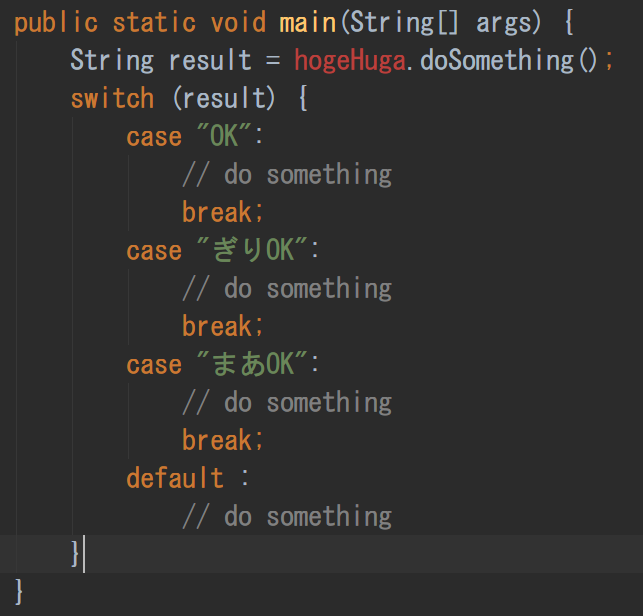 public static void main(String[] args) {
    String result = hogeHuga.doSomething();
    switch (result) {
        case "OK":
            // do something
            break;
        case "ぎりOK":
            // do something
            break;
        case "まあOK":
            // do something
            break;
        default :
            // do something
    }
}